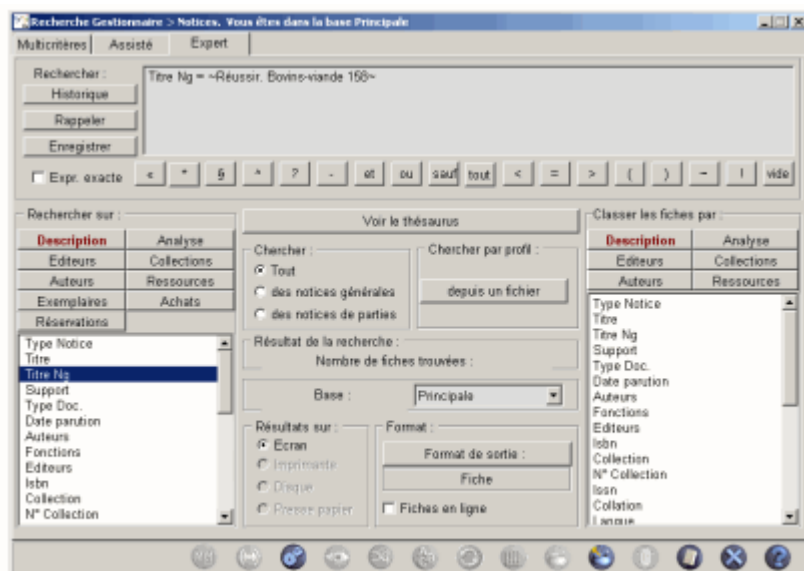 Recherche Gestionnaire > Notices, Vous êtes dans la base Principale
Multicritères Assisté Expert
Rechercher :
Titre Ng = ~Réussir. Bovins-viande 158~
Historique
Rappeler
Enregistrer
Expr. exacte « * § ^ ? - et ou sauf tout < = > ( ) ~ ! vide
Rechercher sur : Voir le thésaurus Classer les fiches par :
Description Analyse Chercher : Chercher par profil : Description Analyse
Editeurs Collections Tout Editeurs Collections
Auteurs Ressources des notices générales depuis un fichier Auteurs Ressources
Exemplaires Achats des notices de parties
Réservations
Type Notice Type Notice
Titre Résultat de la recherche : Titre
Titre Ng Nombre de fiches trouvées : Titre Ng
Support Support
Type Doc. Base : Principale Type Doc.
Date parution Date parution
Auteurs Résultats sur : Format : Auteurs
Fonctions Ecran Format de sortie : Fonctions
Editeurs Imprimante Fiche Editeurs
Isbn Disque Isbn
Collection Presse papier Fiches en ligne Collection
N° Collection N° Collection
Issn
Collation
Langue